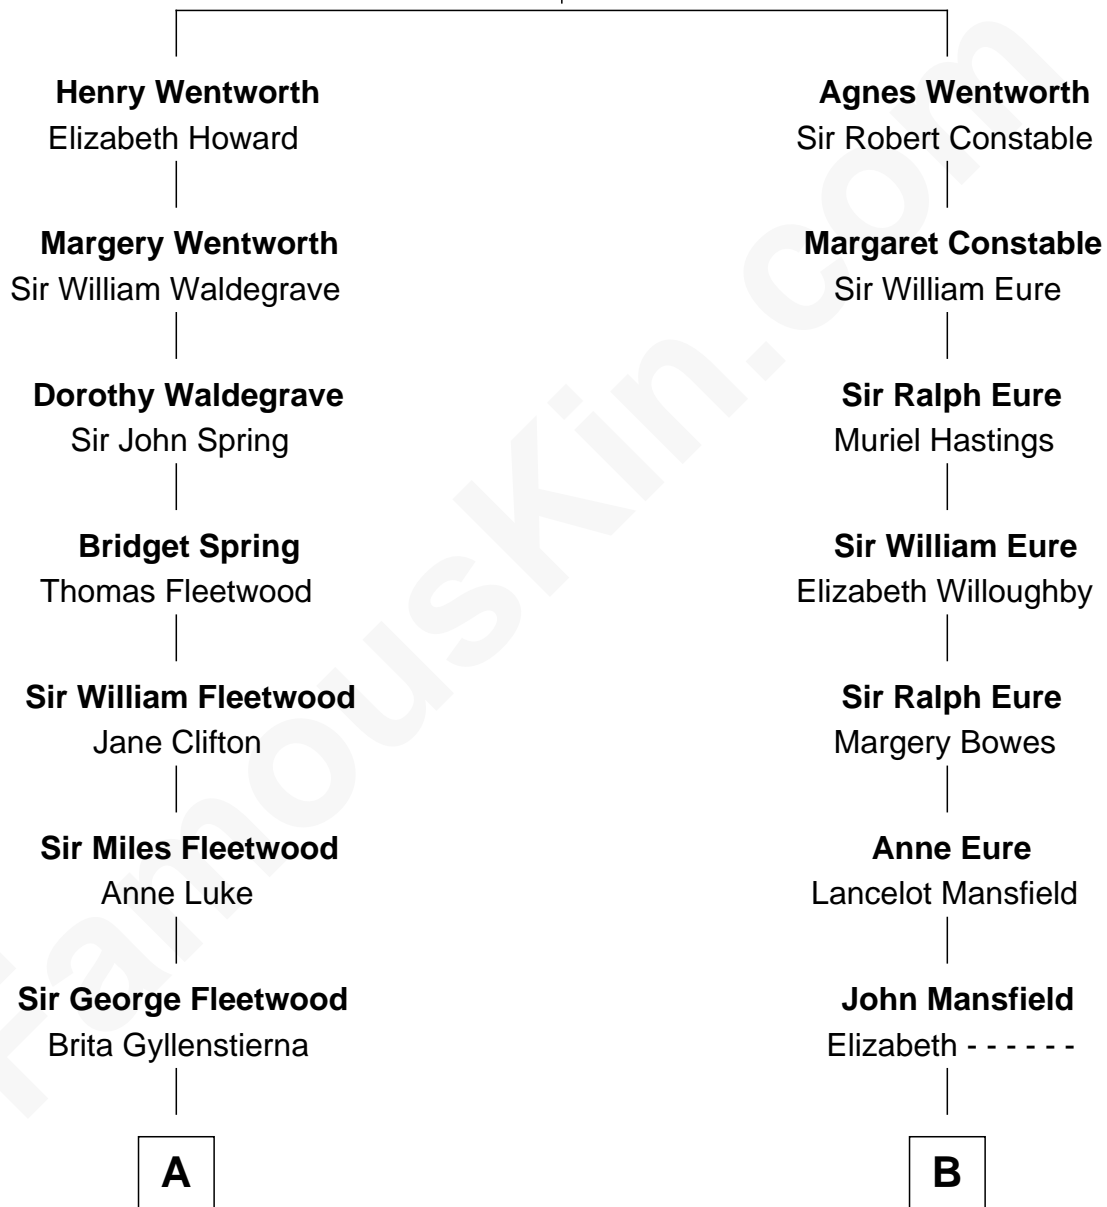 Henry Wentworth
Elizabeth Howard
Margery Wentworth
Sir William Waldegrave
Dorothy Waldegrave
Sir John Spring
Bridget Spring
Thomas Fleetwood
Sir William Fleetwood
Jane Clifton
Sir Miles Fleetwood
Anne Luke
Sir George Fleetwood
Brita Gyllenstierna
A
Agnes Wentworth
Sir Robert Constable
Margaret Constable
Sir William Eure
Sir Ralph Eure
Muriel Hastings
Sir William Eure
Elizabeth Willoughby
Sir Ralph Eure
Margery Bowes
Anne Eure
Lancelot Mansfield
John Mansfield
Elizabeth - - - - - -
B
FamousKin.com